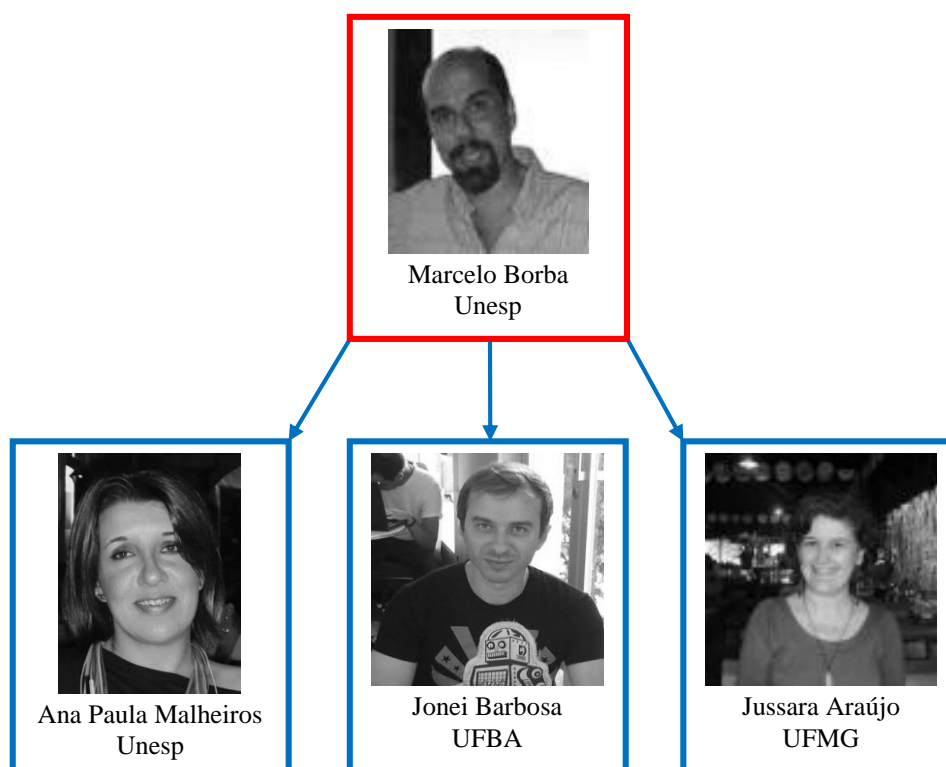 Marcelo Borba
Unesp
Ana Paula Malheiros
Unesp
Jonei Barbosa
UFBA
Jussara Araújo
UFMG